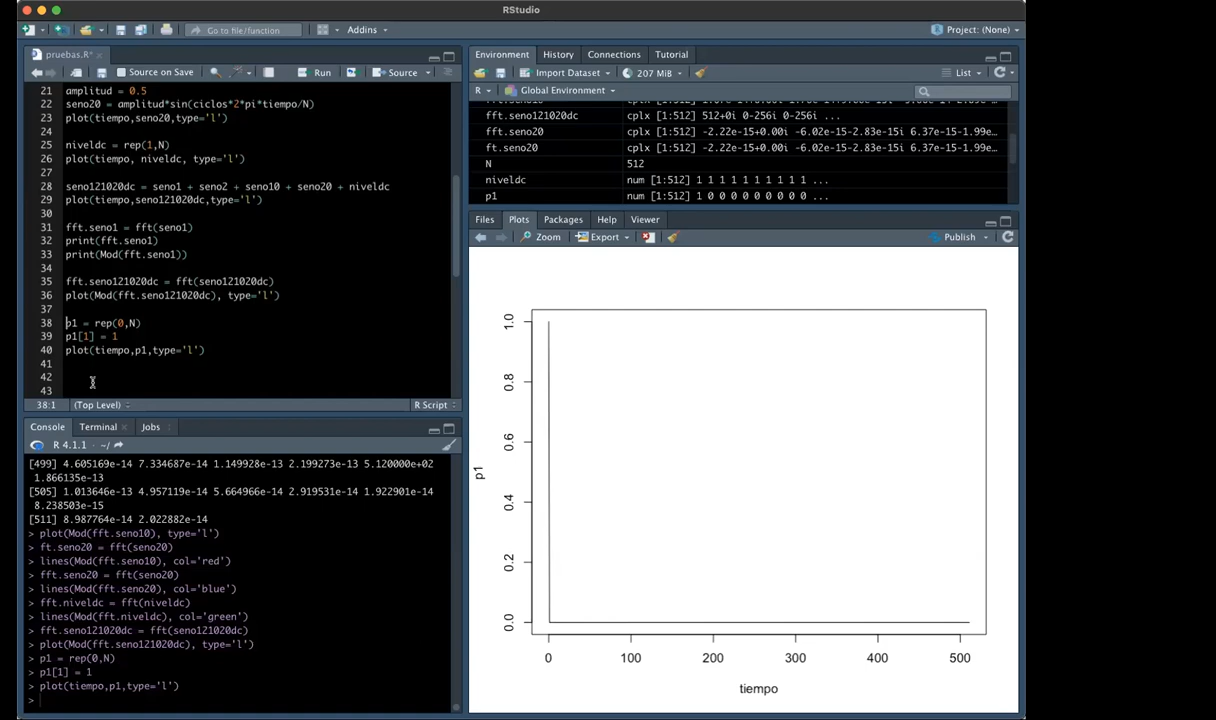 RStudio
Go to file/function
Addins
Project: (None)
pruebas.R*
Source on Save
Run
Source
21 amplitud = 0.5
22 seno20 = amplitud*sin(ciclos*2*pi*tiempo/N)
23 plot(tiempo,seno20,type='l')
24
25 niveldc = rep(1,N)
26 plot(tiempo, niveldc, type='l')
27
28 seno121020dc = seno1 + seno2 + seno10 + seno20 + niveldc
29 plot(tiempo,seno121020dc,type='l')
30
31 fft.seno1 = fft(seno1)
32 print(fft.seno1)
33 print(Mod(fft.seno1))
34
35 fft.seno121020dc = fft(seno121020dc)
36 plot(Mod(fft.seno121020dc), type='l')
37
38 p1 = rep(0,N)
39 p1[1] = 1
40 plot(tiempo,p1,type='l')
41
42
43
38:1 (Top Level) R Script
Console Terminal Jobs
R 4.1.1 · ~/
[499] 4.605169e-14 7.334687e-14 1.149928e-13 2.199273e-13 5.120000e+02
1.866135e-13
[505] 1.013646e-13 4.957119e-14 5.664966e-14 2.919531e-14 1.922901e-14
8.238503e-15
[511] 8.987764e-14 2.022882e-14
> plot(Mod(fft.seno10), type='l')
> ft.seno20 = fft(seno20)
> lines(Mod(fft.seno10), col='red')
> fft.seno20 = fft(seno20)
> lines(Mod(fft.seno20), col='blue')
> fft.niveldc = fft(niveldc)
> lines(Mod(fft.niveldc), col='green')
> fft.seno121020dc = fft(seno121020dc)
> plot(Mod(fft.seno121020dc), type='l')
> p1 = rep(0,N)
> p1[1] = 1
> plot(tiempo,p1,type='l')
>
Environment History Connections Tutorial
Import Dataset 207 MiB List
R Global Environment
fft.seno121020dc cplx [1:512] 512+0i 0-256i 0-256i ...
fft.seno20 cplx [1:512] -2.22e-15+0.00i -6.02e-15-2.83e-15i 6.37e-15-1.99e…
ft.seno20 cplx [1:512] -2.22e-15+0.00i -6.02e-15-2.83e-15i 6.37e-15-1.99e…
N 512
niveldc num [1:512] 1 1 1 1 1 1 1 1 1 1 ...
p1 num [1:512] 1 0 0 0 0 0 0 0 0 0 ...
Files Plots Packages Help Viewer
Zoom Export Publish
p1
1.0
0.8
0.6
0.4
0.2
0.0
0 100 200 300 400 500
tiempo